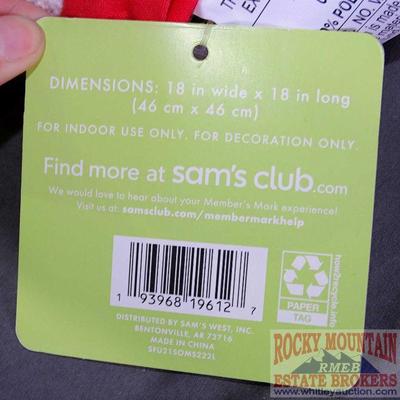 DIMENSIONS: 18 in wide x 18 in long
(46 cm x 46 cm)
FOR INDOOR USE ONLY. FOR DECORATION ONLY.
Find more at sam's club.com
We would love to hear about your Member's Mark experience!
Visit us at: samsclub.com/membermarkhelp
1 93968 19612 7
how2recycle.info
PAPER
TAG
DISTRIBUTED BY SAM'S WEST, INC.
BENTONVILLE, AR 72716
MADE IN CHINA
SFU21SOMS222L
ROCKY MOUNTAIN
RMEB
ESTATE BROKERS
www.whitleyauction.com